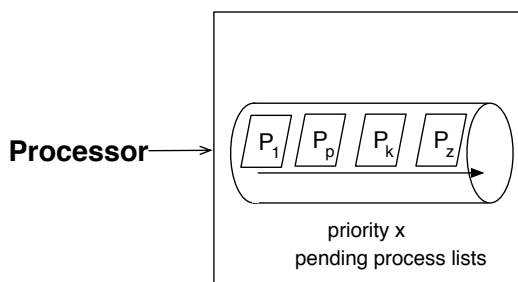 P1 Pp Pk Pz
Processor
priority x
pending process lists